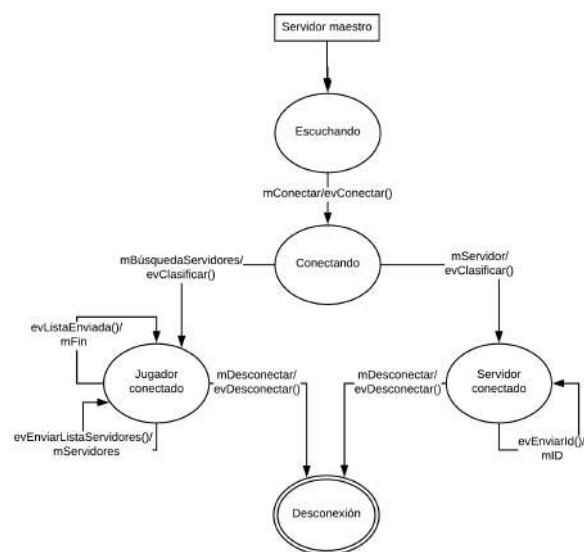 Servidor maestro
Escuchando
mConectar/evConectar()
Conectando
mBúsquedaServidores/
evClasificar()
mServidor/
evClasificar()
evListaEnviada()/
mFin
Jugador
conectado
mDesconectar/
evDesconectar()
mDesconectar/
evDesconectar()
Servidor
conectado
evEnviarListaServidores()/
mServidores
evEnviarId()/
mID
Desconexión